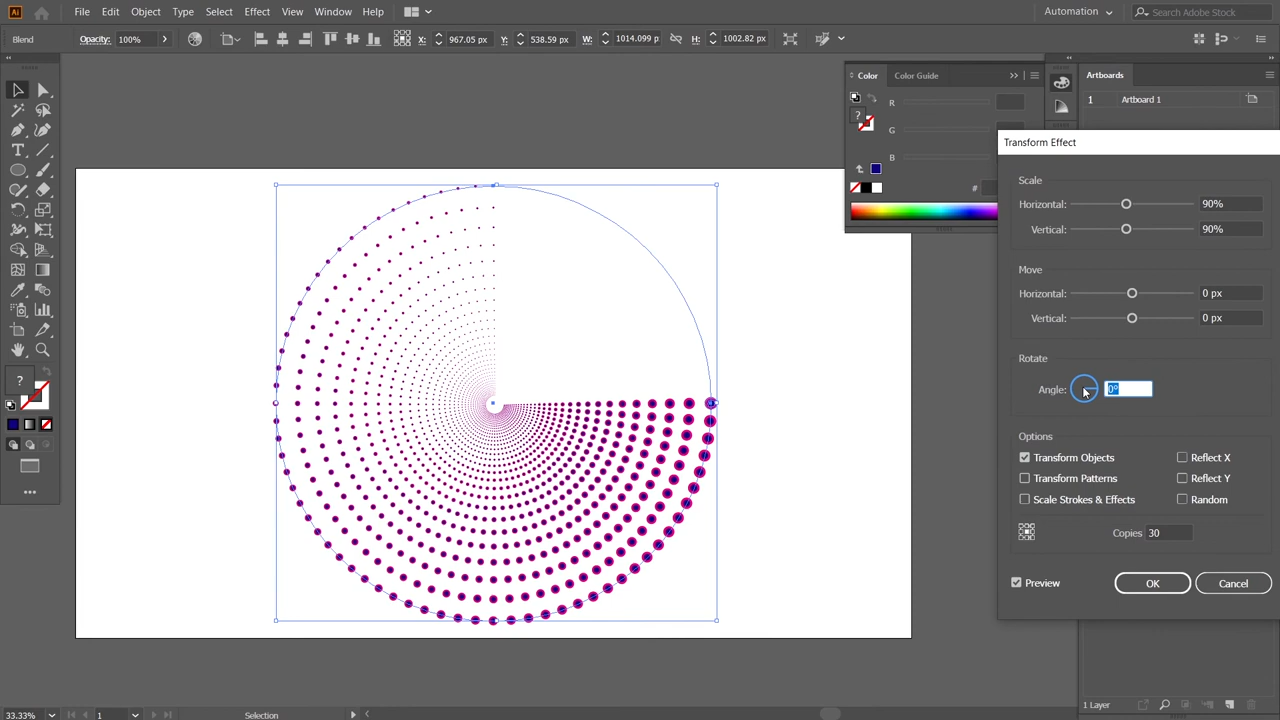 Ai File Edit Object Type Select Effect View Window Help Automation Search Adobe Stock
Blend Opacity: 100% X: 967.05 px Y: 538.59 px W: 1014.099 p H: 1002.82 px
Color Color Guide
R
G
B
#
Artboards
1 Artboard 1
Transform Effect
Scale
Horizontal: 90%
Vertical: 90%
Move
Horizontal: 0 px
Vertical: 0 px
Rotate
Angle: 0°
Options
Transform Objects Reflect X
Transform Patterns Reflect Y
Scale Strokes & Effects Random
Copies 30
Preview OK Cancel
?
?
T
1 Layer
33.33% 1 Selection